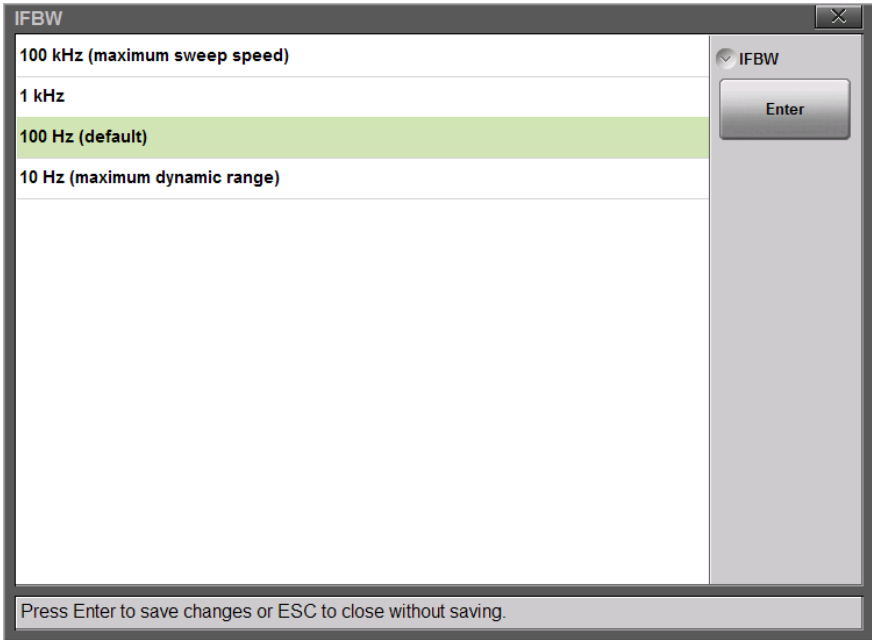 IFBW
100 kHz (maximum sweep speed)
1 kHz
100 Hz (default)
10 Hz (maximum dynamic range)
IFBW
Enter
Press Enter to save changes or ESC to close without saving.